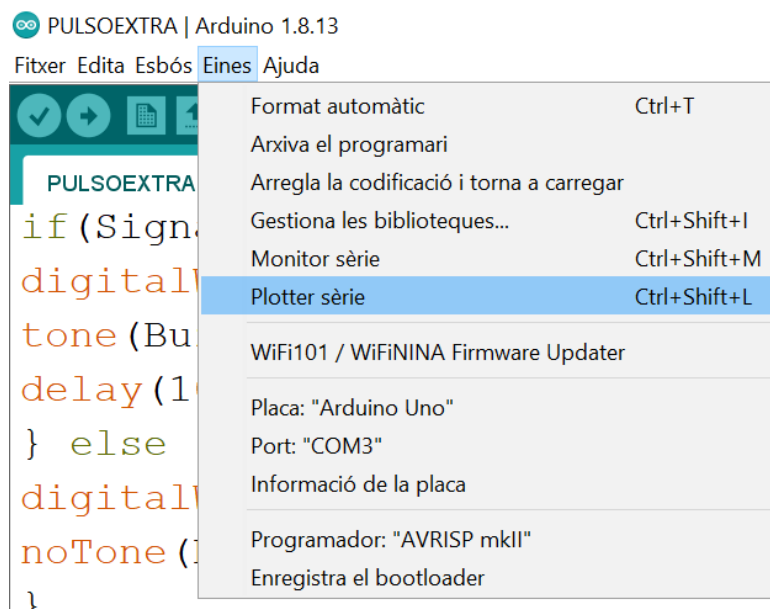 PULSOEXTRA | Arduino 1.8.13
Fitxer Edita Esbós Eines Ajuda
Format automàtic Ctrl+T
Arxiva el programari
PULSOEXTRA
Arregla la codificació i torna a carregar
if(Signa
Gestiona les biblioteques... Ctrl+Shift+I
Monitor sèrie Ctrl+Shift+M
digital
Plotter sèrie Ctrl+Shift+L
tone(Bu
WiFi101 / WiFiNINA Firmware Updater
delay(1
Placa: "Arduino Uno"
} else
Port: "COM3"
Informació de la placa
digital
noTone(
Programador: "AVRISP mkII"
Enregistra el bootloader
}